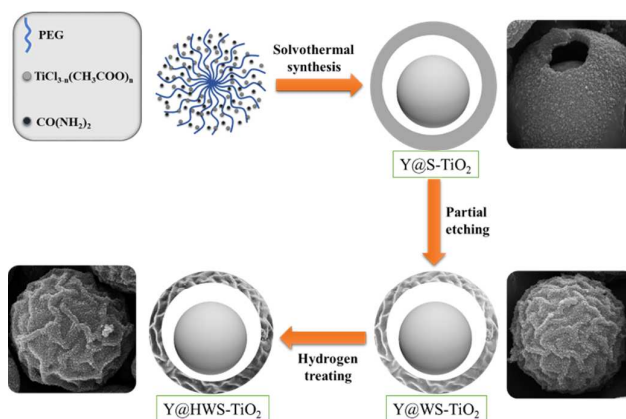 PEG
TiCl3-n(CH3COO)n
CO(NH2)2
Solvothermal
synthesis
Y@S-TiO2
Partial
etching
Y@WS-TiO2
Hydrogen
treating
Y@HWS-TiO2